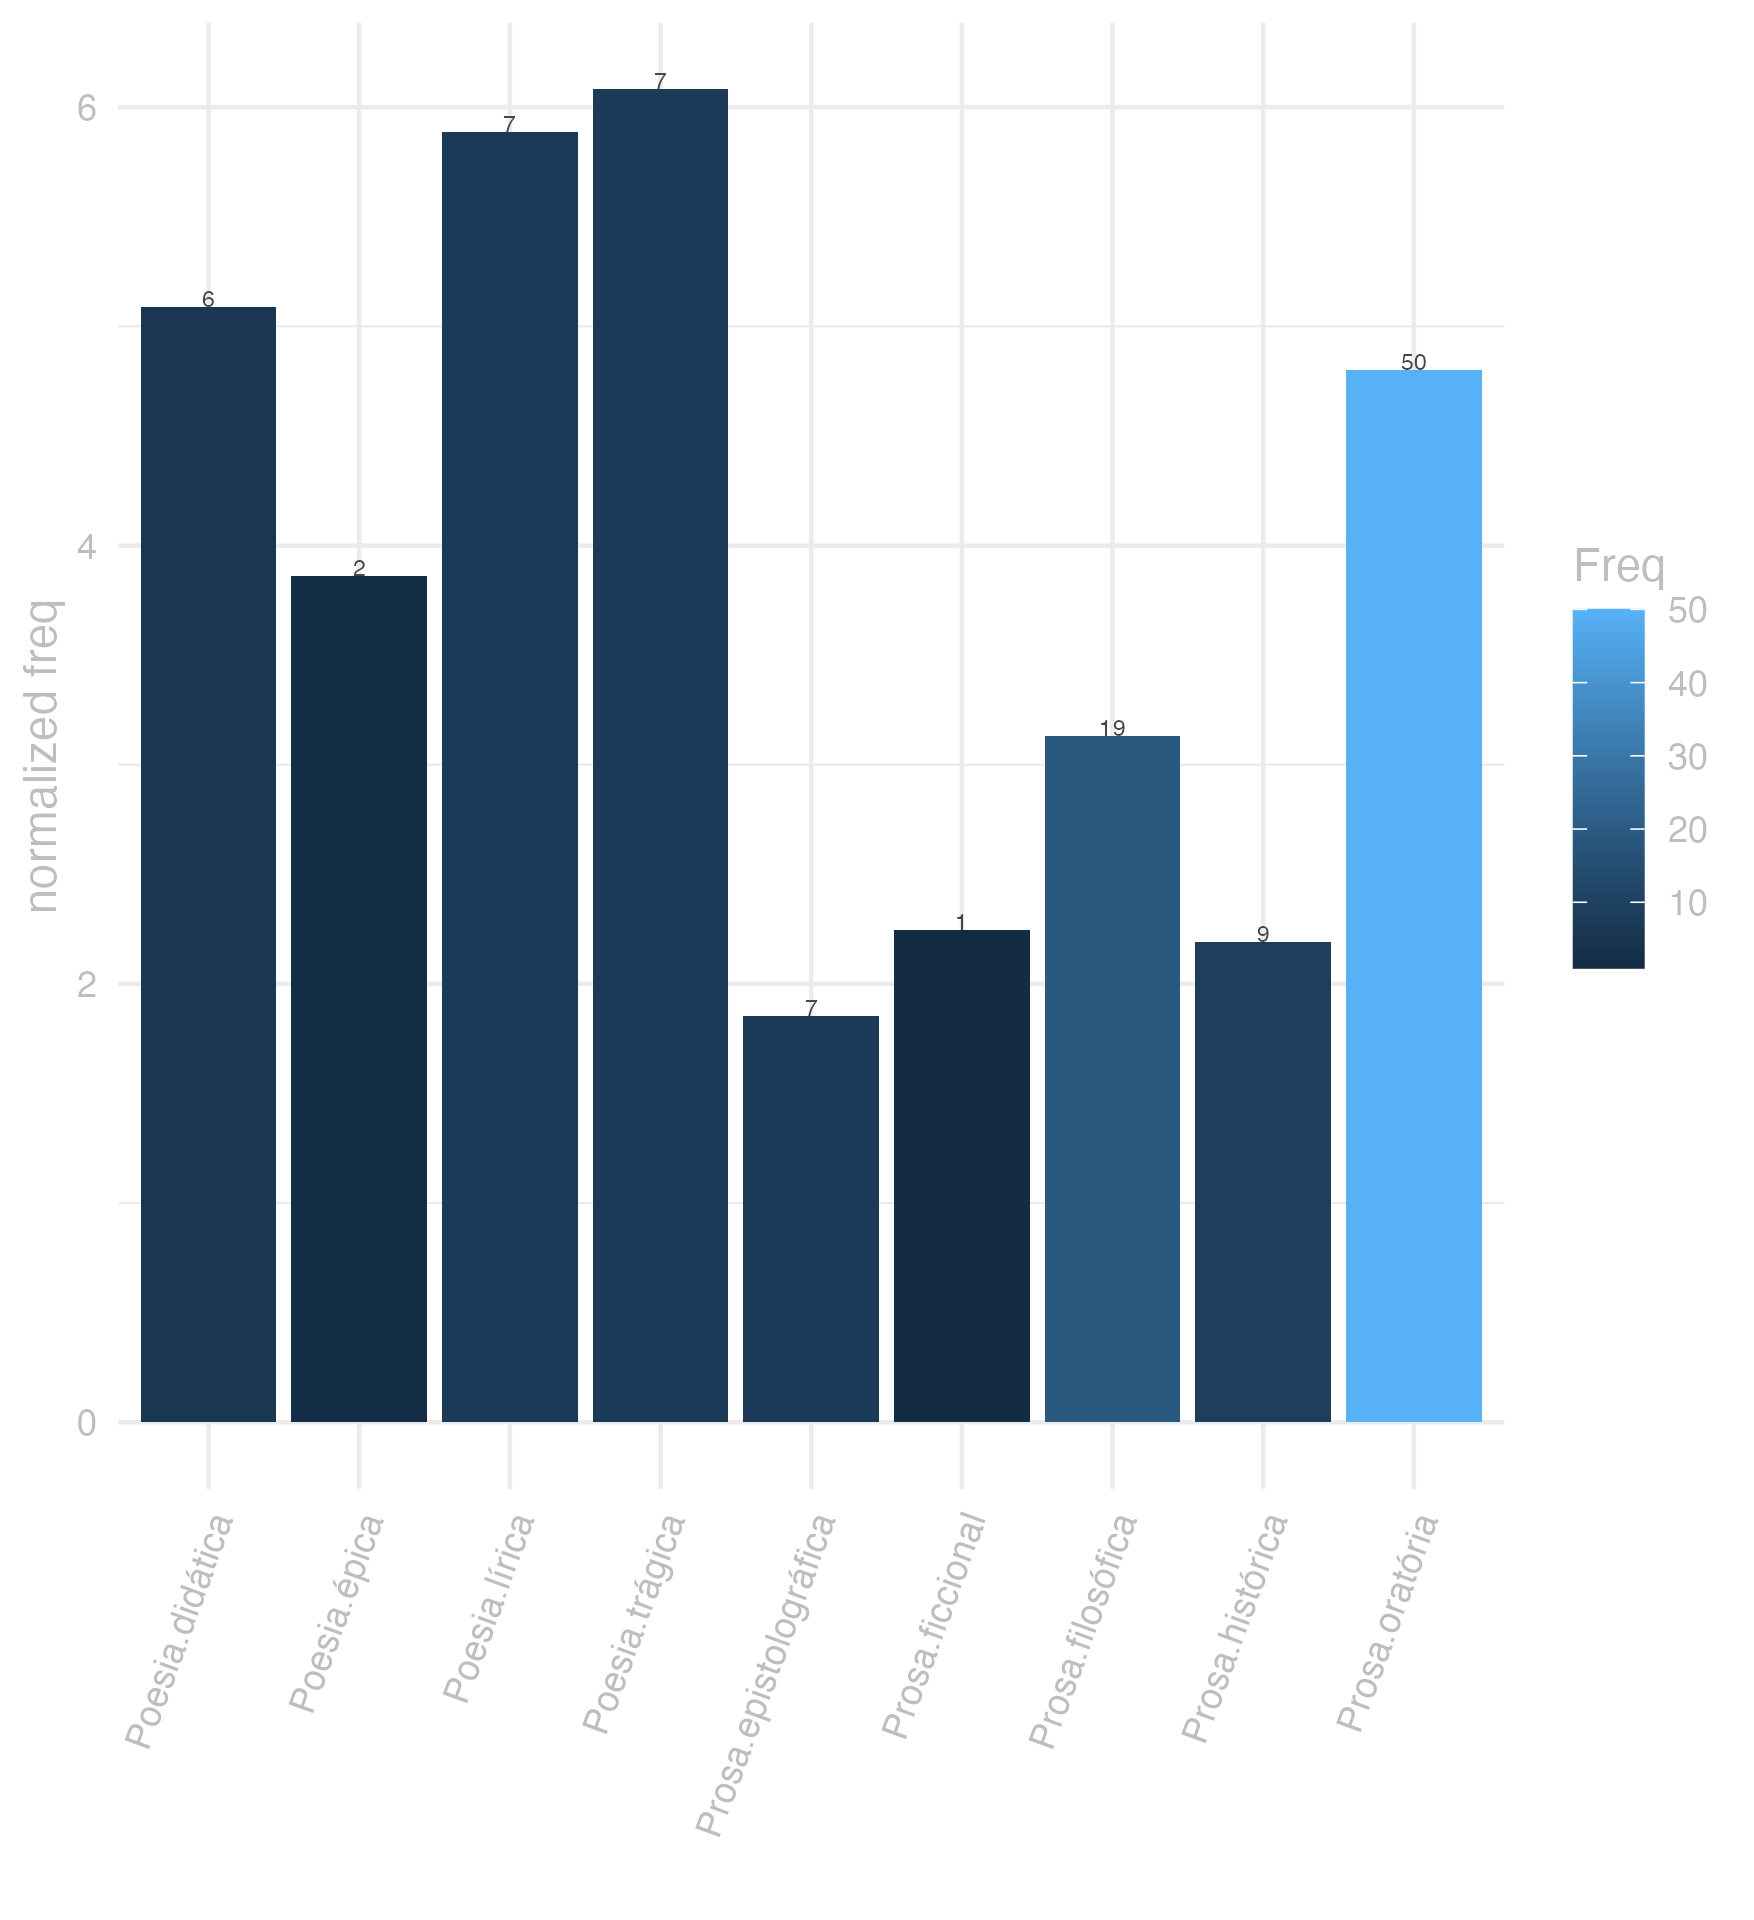 normalized freq
6
4
2
0
6
2
7
7
7
1
19
9
50
Poesia.didática
Poesia.épica
Poesia.lírica
Poesia.trágica
Prosa.epistolográfica
Prosa.ficcional
Prosa.filosófica
Prosa.histórica
Prosa.oratória
Freq
50
40
30
20
10